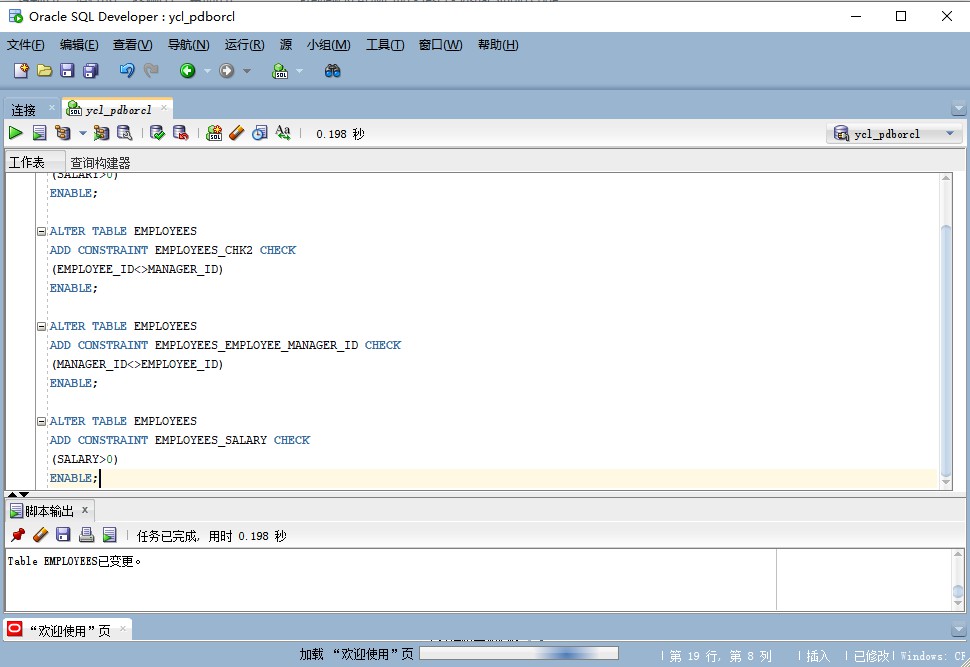 Oracle SQL Developer : ycl_pdborcl
文件(F) 编辑(E) 查看(V) 导航(N) 运行(R) 源 小组(M) 工具(T) 窗口(W) 帮助(H)
连接 ycl_pdborcl
0.198 秒 ycl_pdborcl
工作表 查询构建器
(SALARY>0)
ENABLE;
ALTER TABLE EMPLOYEES
ADD CONSTRAINT EMPLOYEES_CHK2 CHECK
(EMPLOYEE_ID<>MANAGER_ID)
ENABLE;
ALTER TABLE EMPLOYEES
ADD CONSTRAINT EMPLOYEES_EMPLOYEE_MANAGER_ID CHECK
(MANAGER_ID<>EMPLOYEE_ID)
ENABLE;
ALTER TABLE EMPLOYEES
ADD CONSTRAINT EMPLOYEES_SALARY CHECK
(SALARY>0)
ENABLE;
脚本输出 x
任务已完成, 用时 0.198 秒
Table EMPLOYEES已变更。
“欢迎使用”页
加载 “欢迎使用”页 | 第 19 行, 第 8 列 | 插入 | 已修改 | Windows: CF